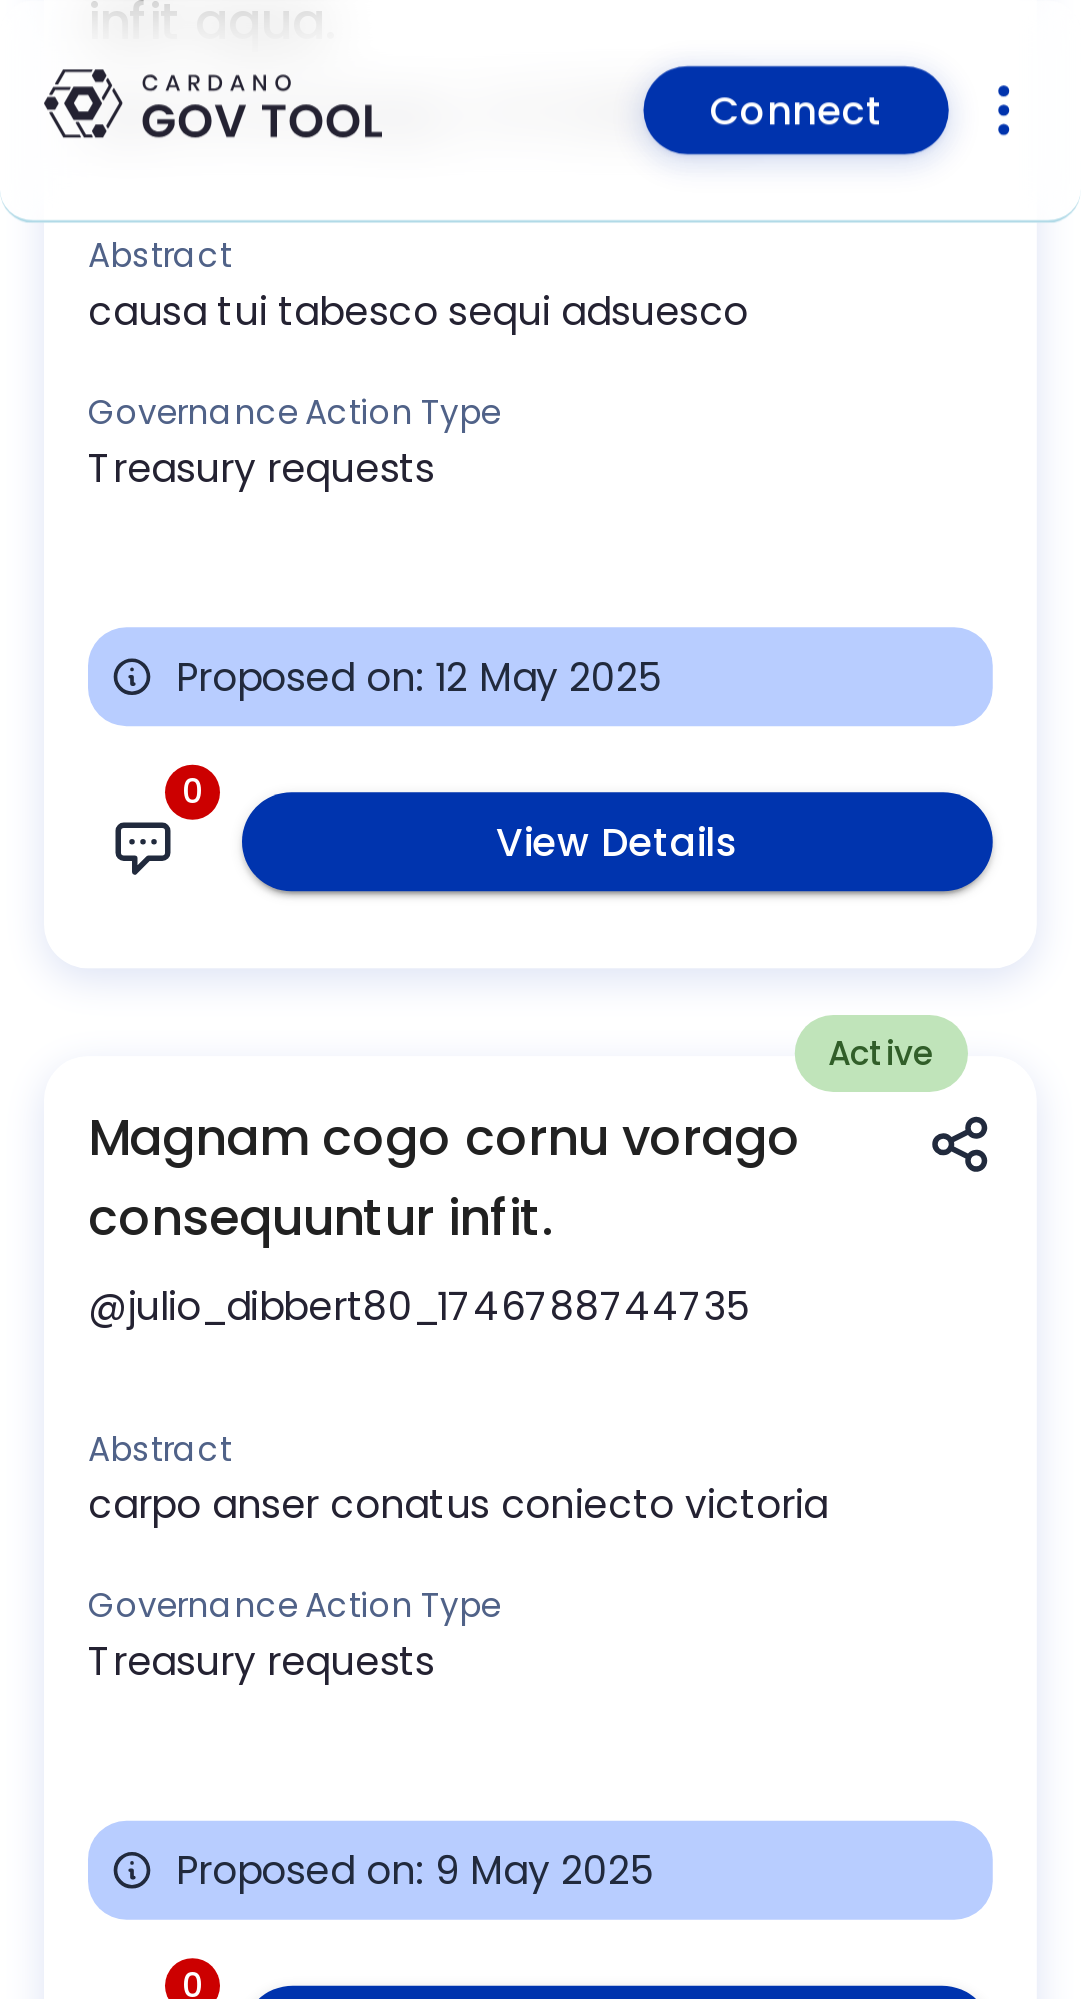 infit aqua.
CARDANO
GOV TOOL
Connect
Abstract
causa tui tabesco sequi adsuesco
Governance Action Type
Treasury requests
Proposed on: 12 May 2025
0
View Details
Active
Magnam cogo cornu vorago
consequuntur infit.
@julio_dibbert80_1746788744735
Abstract
carpo anser conatus coniecto victoria
Governance Action Type
Treasury requests
Proposed on: 9 May 2025
0